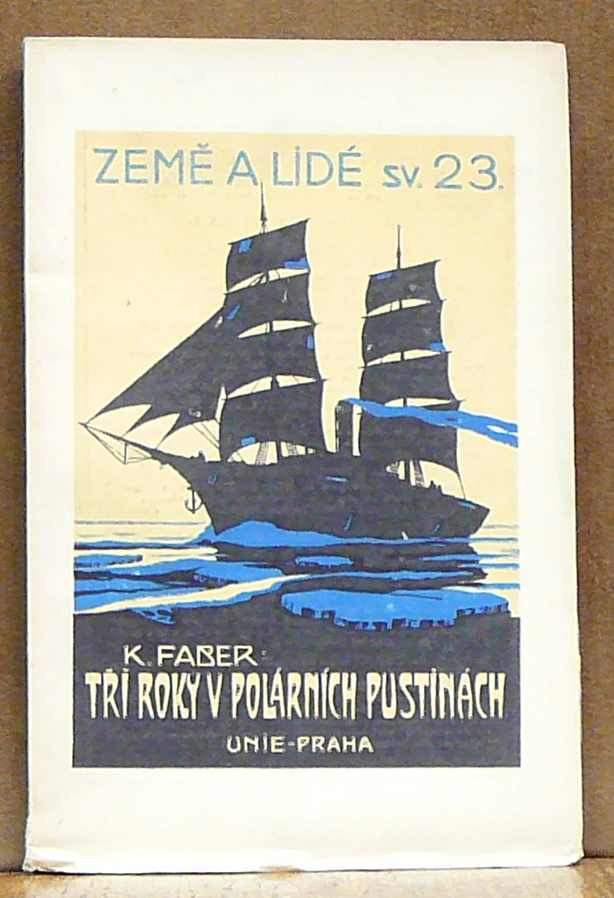 ZEMĚ A LIDÉ sv. 23.
K. FABER:
TŘI ROKY V POLÁRNÍCH PUSTINÁCH
UNIE-PRAHA